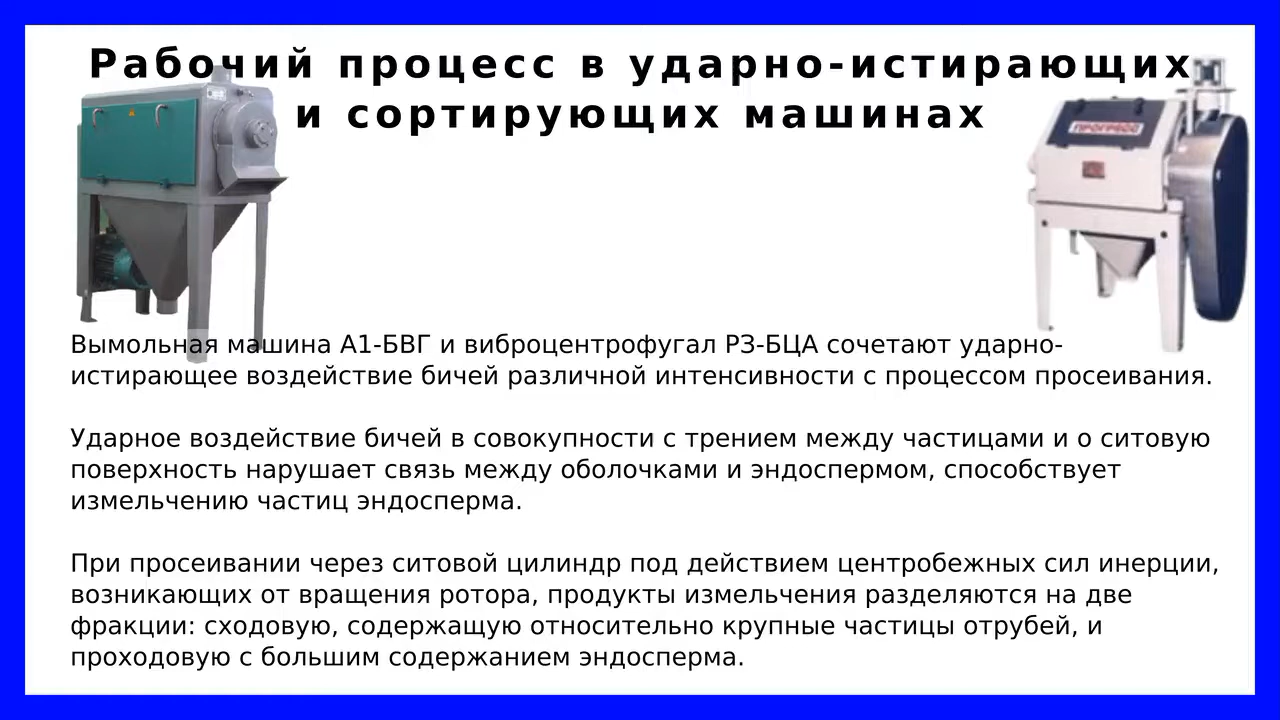 Рабочий процесс в ударно-истирающих
и сортирующих машинах
ПРОГРЕСС
Вымольная машина А1-БВГ и виброцентрофугал РЗ-БЦА сочетают ударно-
истирающее воздействие бичей различной интенсивности с процессом просеивания.
Ударное воздействие бичей в совокупности с трением между частицами и о ситовую
поверхность нарушает связь между оболочками и эндоспермом, способствует
измельчению частиц эндосперма.
При просеивании через ситовой цилиндр под действием центробежных сил инерции,
возникающих от вращения ротора, продукты измельчения разделяются на две
фракции: сходовую, содержащую относительно крупные частицы отрубей, и
проходовую с большим содержанием эндосперма.